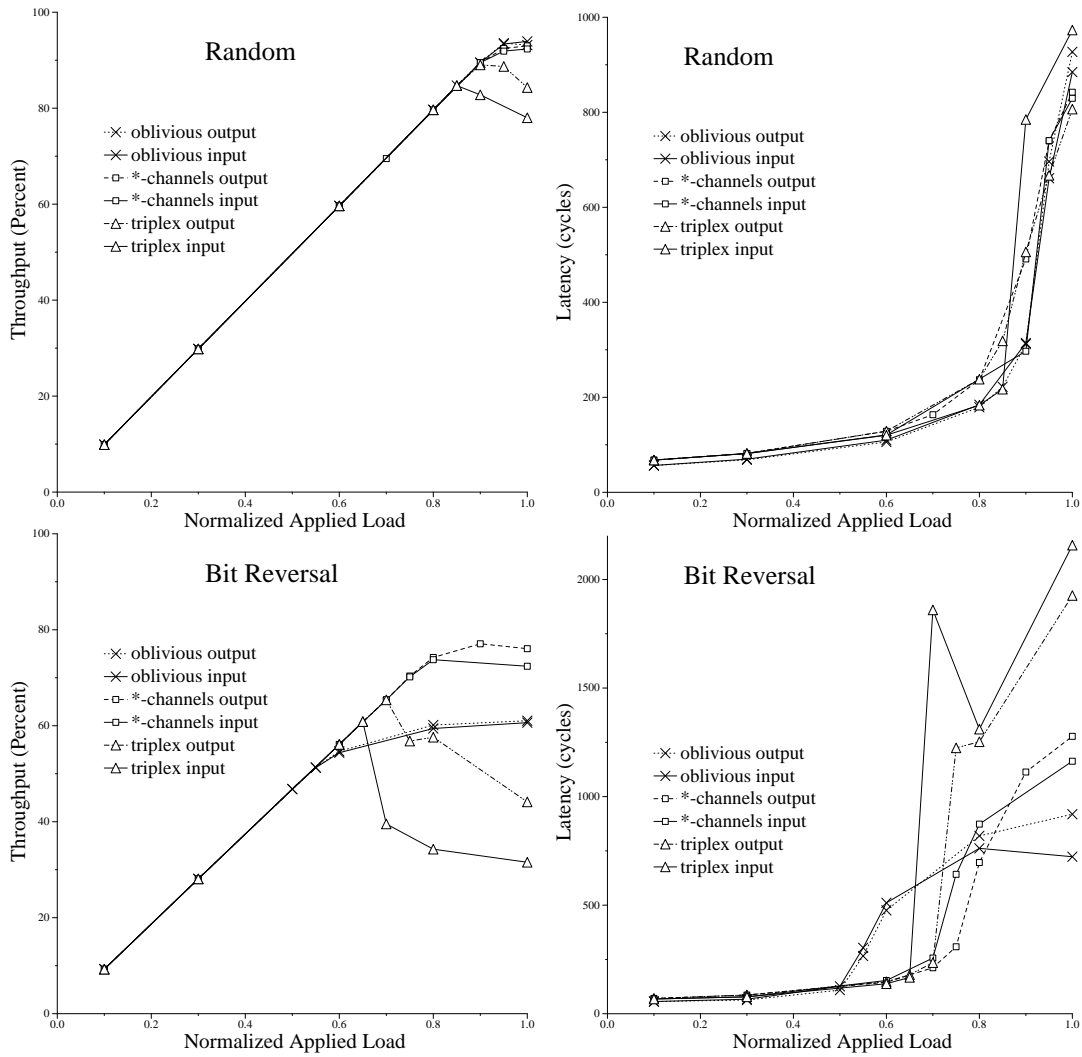 Random
100
80
60
40
20
0
Throughput (Percent)
oblivious output
oblivious input
*-channels output
*-channels input
triplex output
triplex input
0.0 0.2 0.4 0.6 0.8 1.0
Normalized Applied Load
Random
1000
800
600
400
200
0
Latency (cycles)
oblivious output
oblivious input
*-channels output
*-channels input
triplex output
triplex input
0.0 0.2 0.4 0.6 0.8 1.0
Normalized Applied Load
Bit Reversal
100
80
60
40
20
0
Throughput (Percent)
oblivious output
oblivious input
*-channels output
*-channels input
triplex output
triplex input
0.0 0.2 0.4 0.6 0.8 1.0
Normalized Applied Load
Bit Reversal
2000
1500
1000
500
0
Latency (cycles)
oblivious output
oblivious input
*-channels output
*-channels input
triplex output
triplex input
0.0 0.2 0.4 0.6 0.8 1.0
Normalized Applied Load